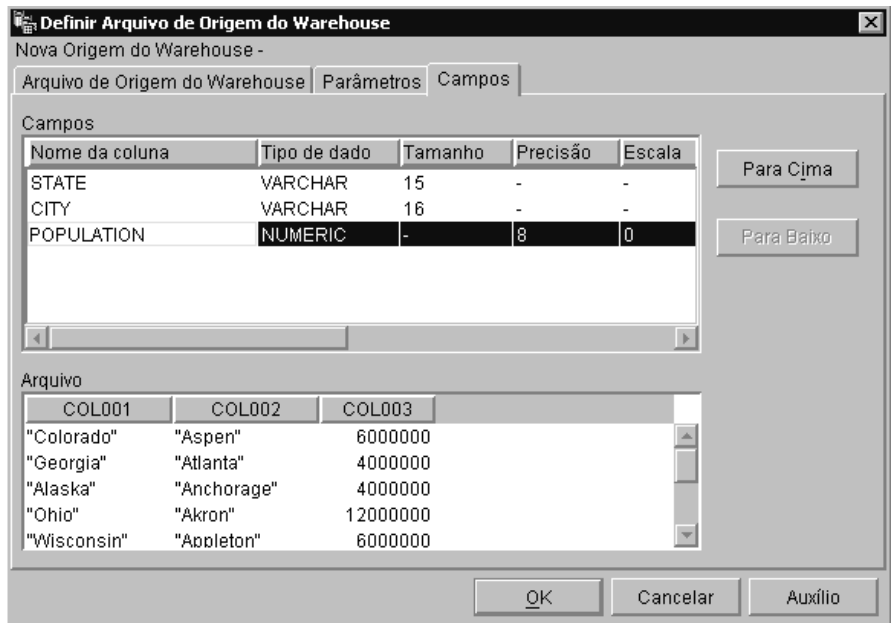 Definir Arquivo de Origem do Warehouse
Nova Origem do Warehouse -
Arquivo de Origem do Warehouse Parâmetros Campos
Campos
Nome da coluna Tipo de dado Tamanho Precisão Escala
STATE VARCHAR 15 - -
CITY VARCHAR 16 - -
POPULATION NUMERIC - 8 0
Para Cima
Para Baixo
Arquivo
COL001 COL002 COL003
"Colorado" "Aspen" 6000000
"Georgia" "Atlanta" 4000000
"Alaska" "Anchorage" 4000000
"Ohio" "Akron" 12000000
"Wisconsin" "Appleton" 6000000
OK Cancelar Auxílio